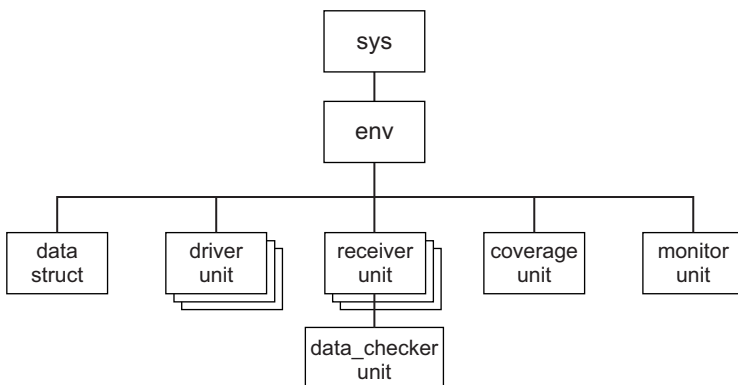 sys
env
data
struct
driver
unit
receiver
unit
coverage
unit
monitor
unit
data_checker
unit